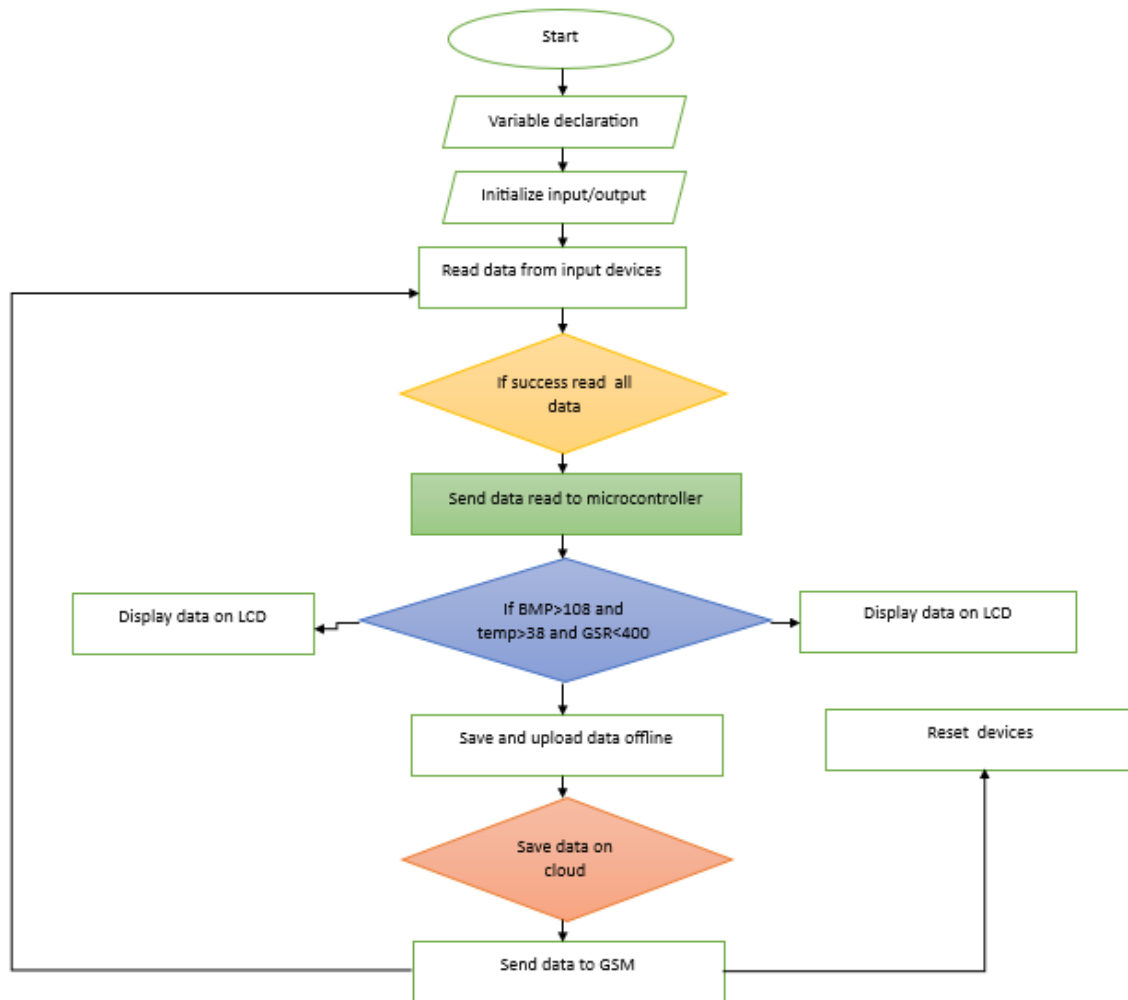 Start
Variable declaration
Initialize input/output
Read data from input devices
If success read all
data
Send data read to microcontroller
Display data on LCD
If BMP>108 and
temp>38 and GSR<400
Display data on LCD
Save and upload data offline
Reset devices
Save data on
cloud
Send data to GSM